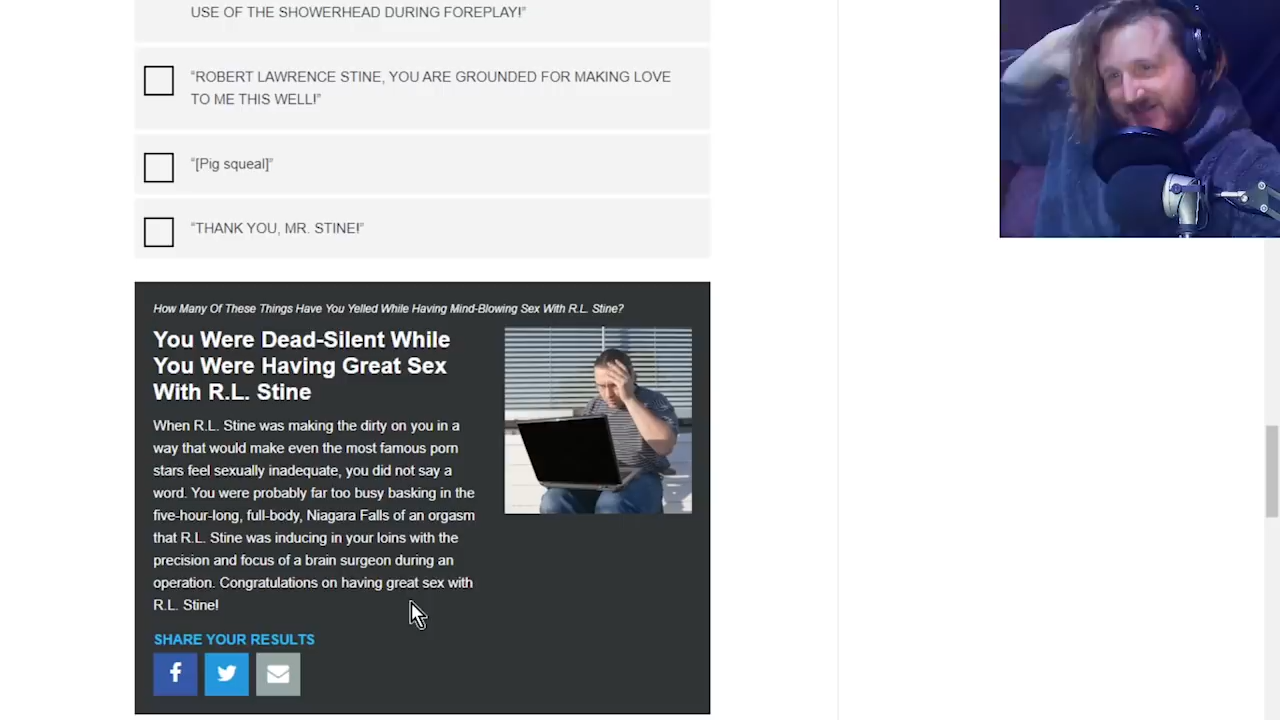 USE OF THE SHOWERHEAD DURING FOREPLAY!”
“ROBERT LAWRENCE STINE, YOU ARE GROUNDED FOR MAKING LOVE
TO ME THIS WELL!”
“[Pig squeal]”
“THANK YOU, MR. STINE!”
How Many Of These Things Have You Yelled While Having Mind-Blowing Sex With R.L. Stine?
You Were Dead-Silent While
You Were Having Great Sex
With R.L. Stine
When R.L. Stine was making the dirty on you in a
way that would make even the most famous porn
stars feel sexually inadequate, you did not say a
word. You were probably far too busy basking in the
five-hour-long, full-body, Niagara Falls of an orgasm
that R.L. Stine was inducing in your loins with the
precision and focus of a brain surgeon during an
operation. Congratulations on having great sex with
R.L. Stine!
SHARE YOUR RESULTS